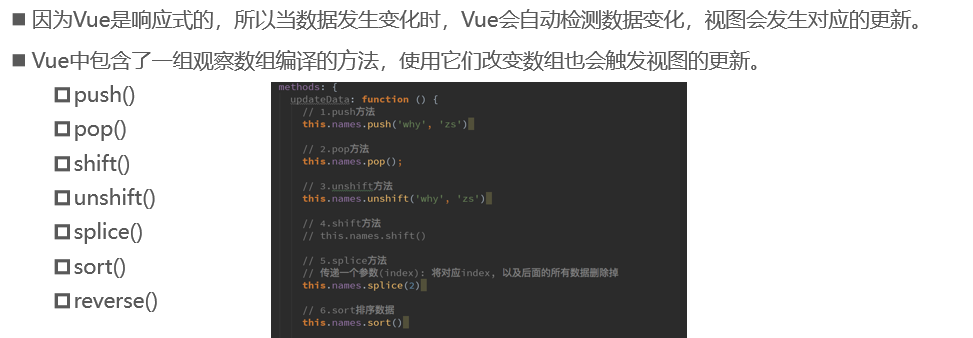 因为Vue是响应式的，所以当数据发生变化时，Vue会自动检测数据变化，视图会发生对应的更新。
Vue中包含了一组观察数组编译的方法，使用它们改变数组也会触发视图的更新。
push()
pop()
shift()
unshift()
splice()
sort()
reverse()
methods: {
updateData: function () {
// 1.push方法
this.names.push('why', 'zs')
// 2.pop方法
this.names.pop();
// 3.unshift方法
this.names.unshift('why', 'zs')
// 4.shift方法
// this.names.shift()
// 5.splice方法
// 传递一个参数(index): 将对应index, 以及后面的所有数据删除掉
this.names.splice(2)
// 6.sort排序数据
this.names.sort()